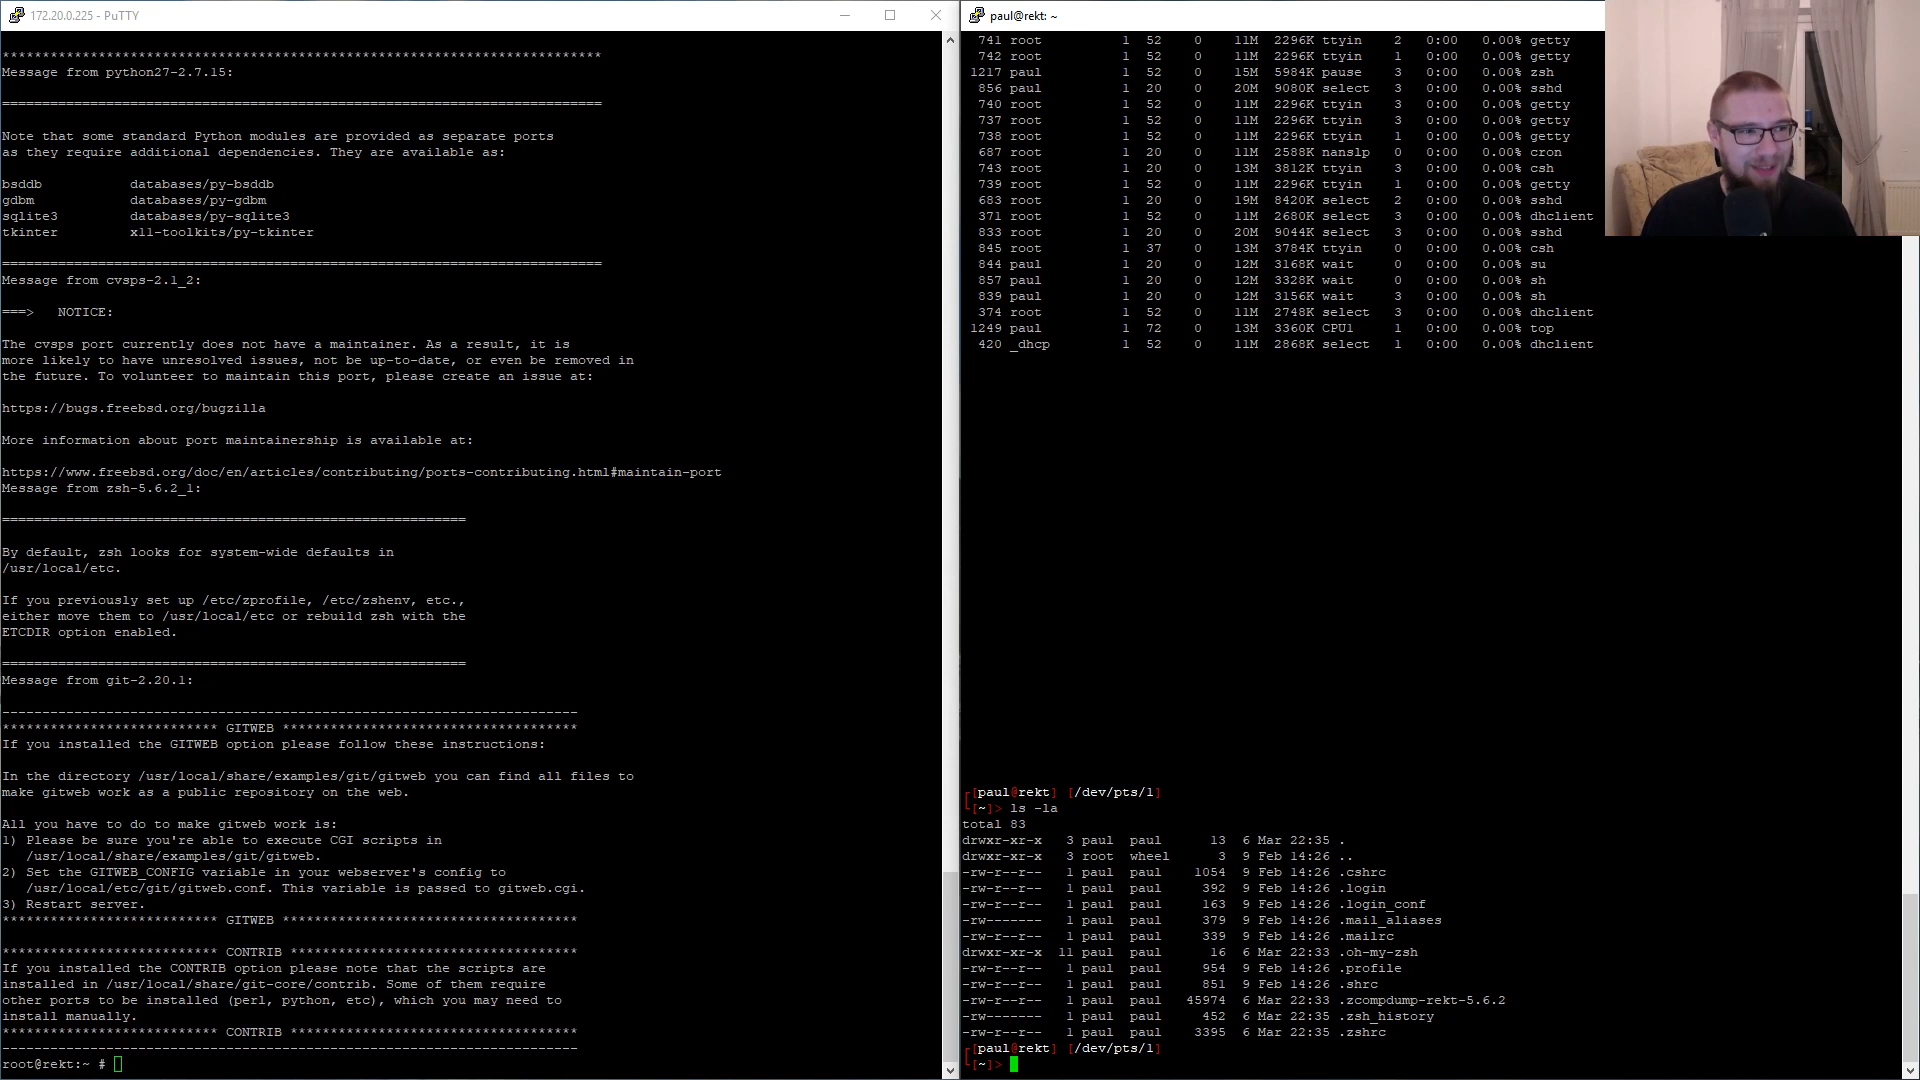 172.20.0.225 - PuTTY
*************************************************************************** 
Message from python27-2.7.15:
===========================================================================
Note that some standard Python modules are provided as separate ports
as they require additional dependencies. They are available as:
bsddb databases/py-bsddb
gdbm databases/py-gdbm
sqlite3 databases/py-sqlite3
tkinter x11-toolkits/py-tkinter
===========================================================================
Message from cvsps-2.1_2:
===> NOTICE:
The cvsps port currently does not have a maintainer. As a result, it is
more likely to have unresolved issues, not be up-to-date, or even be removed in
the future. To volunteer to maintain this port, please create an issue at:
https://bugs.freebsd.org/bugzilla
More information about port maintainership is available at:
https://www.freebsd.org/doc/en/articles/contributing/ports-contributing.html#maintain-port
Message from zsh-5.6.2_1:
==========================================================
By default, zsh looks for system-wide defaults in
/usr/local/etc.
If you previously set up /etc/zprofile, /etc/zshenv, etc.,
either move them to /usr/local/etc or rebuild zsh with the
ETCDIR option enabled.
==========================================================
Message from git-2.20.1:
------------------------------------------------------------------------
*************************** GITWEB *************************************
If you installed the GITWEB option please follow these instructions:
In the directory /usr/local/share/examples/git/gitweb you can find all files to
make gitweb work as a public repository on the web.
All you have to do to make gitweb work is:
1) Please be sure you're able to execute CGI scripts in
/usr/local/share/examples/git/gitweb.
2) Set the GITWEB_CONFIG variable in your webserver's config to
/usr/local/etc/git/gitweb.conf. This variable is passed to gitweb.cgi.
3) Restart server.
*************************** GITWEB *************************************
*************************** CONTRIB ************************************
If you installed the CONTRIB option please note that the scripts are
installed in /usr/local/share/git-core/contrib. Some of them require
other ports to be installed (perl, python, etc), which you may need to
install manually.
*************************** CONTRIB ************************************
------------------------------------------------------------------------
root@rekt:~ #
paul@rekt: ~
741 root 1 52 0 11M 2296K ttyin 2 0:00 0.00% getty
742 root 1 52 0 11M 2296K ttyin 1 0:00 0.00% getty
1217 paul 1 52 0 15M 5984K pause 3 0:00 0.00% zsh
856 paul 1 20 0 20M 9080K select 3 0:00 0.00% sshd
740 root 1 52 0 11M 2296K ttyin 3 0:00 0.00% getty
737 root 1 52 0 11M 2296K ttyin 3 0:00 0.00% getty
738 root 1 52 0 11M 2296K ttyin 1 0:00 0.00% getty
687 root 1 20 0 11M 2588K nanslp 0 0:00 0.00% cron
743 root 1 20 0 13M 3812K ttyin 3 0:00 0.00% csh
739 root 1 52 0 11M 2296K ttyin 1 0:00 0.00% getty
683 root 1 20 0 19M 8420K select 2 0:00 0.00% sshd
371 root 1 52 0 11M 2680K select 3 0:00 0.00% dhclient
833 root 1 20 0 20M 9044K select 3 0:00 0.00% sshd
845 root 1 37 0 13M 3784K ttyin 0 0:00 0.00% csh
844 paul 1 20 0 12M 3168K wait 0 0:00 0.00% su
857 paul 1 20 0 12M 3328K wait 0 0:00 0.00% sh
839 paul 1 20 0 12M 3156K wait 3 0:00 0.00% sh
374 root 1 52 0 11M 2748K select 3 0:00 0.00% dhclient
1249 paul 1 72 0 13M 3360K CPU1 1 0:00 0.00% top
420 _dhcp 1 52 0 11M 2868K select 1 0:00 0.00% dhclient
┌[paul@rekt] [/dev/pts/1]
└[~]> ls -la
total 83
drwxr-xr-x 3 paul paul 13 6 Mar 22:35 .
drwxr-xr-x 3 root wheel 3 9 Feb 14:26 ..
-rw-r--r-- 1 paul paul 1054 9 Feb 14:26 .cshrc
-rw-r--r-- 1 paul paul 392 9 Feb 14:26 .login
-rw-r--r-- 1 paul paul 163 9 Feb 14:26 .login_conf
-rw------- 1 paul paul 379 9 Feb 14:26 .mail_aliases
-rw-r--r-- 1 paul paul 339 9 Feb 14:26 .mailrc
drwxr-xr-x 11 paul paul 16 6 Mar 22:33 .oh-my-zsh
-rw-r--r-- 1 paul paul 954 9 Feb 14:26 .profile
-rw-r--r-- 1 paul paul 851 9 Feb 14:26 .shrc
-rw-r--r-- 1 paul paul 45974 6 Mar 22:33 .zcompdump-rekt-5.6.2
-rw------- 1 paul paul 452 6 Mar 22:35 .zsh_history
-rw-r--r-- 1 paul paul 3395 6 Mar 22:35 .zshrc
┌[paul@rekt] [/dev/pts/1]
└[~]>